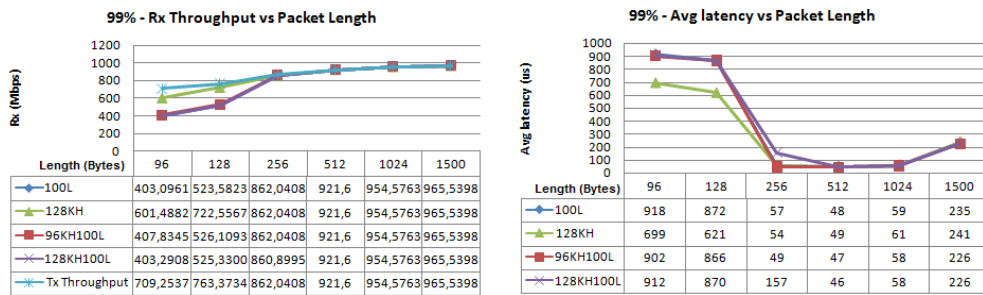 99% - Rx Throughput vs Packet Length
Rx (Mbps)
1200
1000
800
600
400
200
0
Length (Bytes) 96 128 256 512 1024 1500
100L 403,0961 523,5823 862,0408 921,6 954,5763 965,5398
128KH 601,4882 722,5567 862,0408 921,6 954,5763 965,5398
96KH100L 407,8345 526,1093 862,0408 921,6 954,5763 965,5398
128KH100L 403,2908 525,3300 860,8995 921,6 954,5763 965,5398
Tx Throughput 709,2537 763,3734 862,0408 921,6 954,5763 965,5398
99% - Avg latency vs Packet Length
Avg latency (us)
1000
900
800
700
600
500
400
300
200
100
0
Length (Bytes) 96 128 256 512 1024 1500
100L 918 872 57 48 59 235
128KH 699 621 54 49 61 241
96KH100L 902 866 49 47 58 226
128KH100L 912 870 157 46 58 226